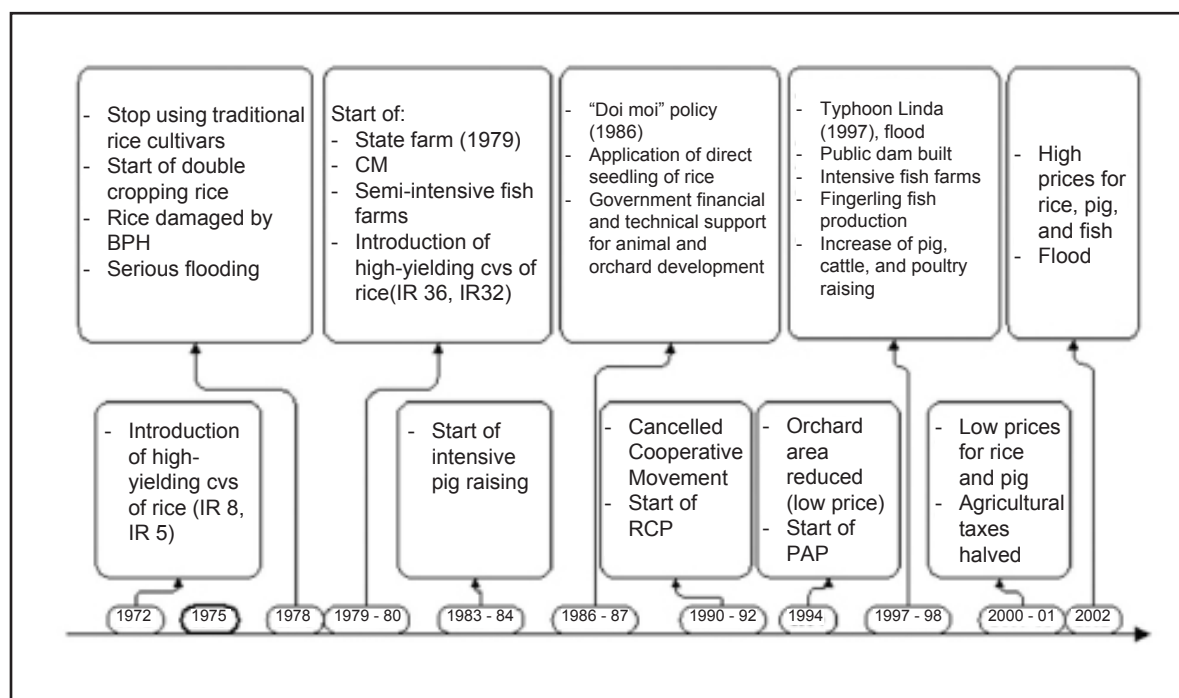 - Stop using traditional
rice cultivars
- Start of double
cropping rice
- Rice damaged by
BPH
- Serious flooding
Start of:
- State farm (1979)
- CM
- Semi-intensive fish
farms
- Introduction of
high-yielding cvs of
rice(IR 36, IR32)
- “Doi moi” policy
(1986)
- Application of direct
seedling of rice
- Government financial
and technical support
for animal and
orchard development
- Typhoon Linda
(1997), flood
- Public dam built
- Intensive fish farms
- Fingerling fish
production
- Increase of pig,
cattle, and poultry
raising
- High
prices for
rice, pig,
and fish
- Flood
- Introduction
of high-
yielding cvs
of rice (IR 8,
IR 5)
- Start of
intensive
pig raising
- Cancelled
Cooperative
Movement
- Start of
RCP
- Orchard
area
reduced
(low price)
- Start of
PAP
- Low prices
for rice
and pig
- Agricultural
taxes
halved
1972
1975
1978
1979 - 80
1983 - 84
1986 - 87
1990 - 92
1994
1997 - 98
2000 - 01
2002